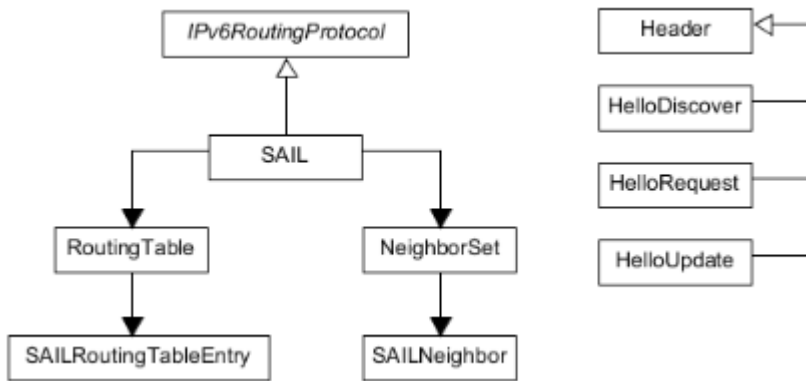 IPv6RoutingProtocol
SAIL
RoutingTable
NeighborSet
SAILRoutingTableEntry
SAILNeighbor
Header
HelloDiscover
HelloRequest
HelloUpdate